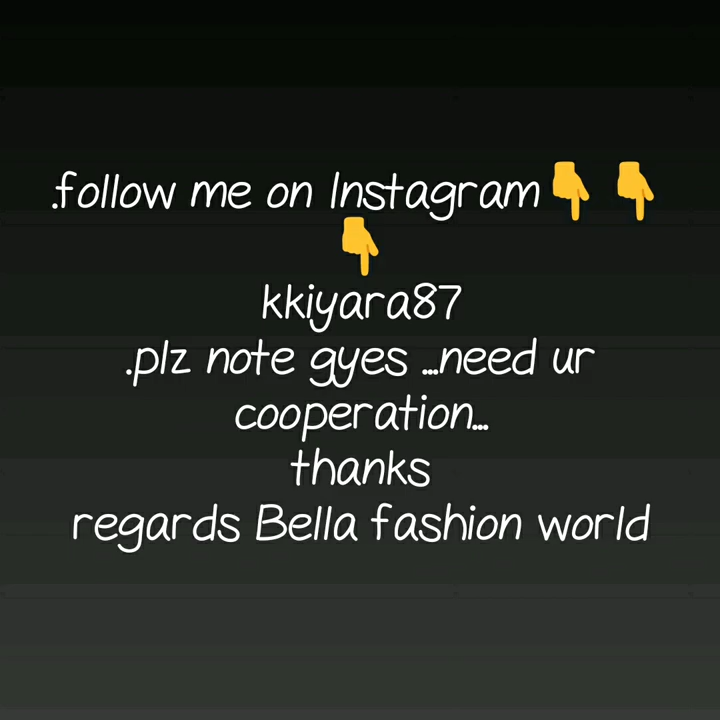 .follow me on Instagram👇👇
👇
kkiyara87
.plz note gyes ...need ur
cooperation...
thanks
regards Bella fashion world